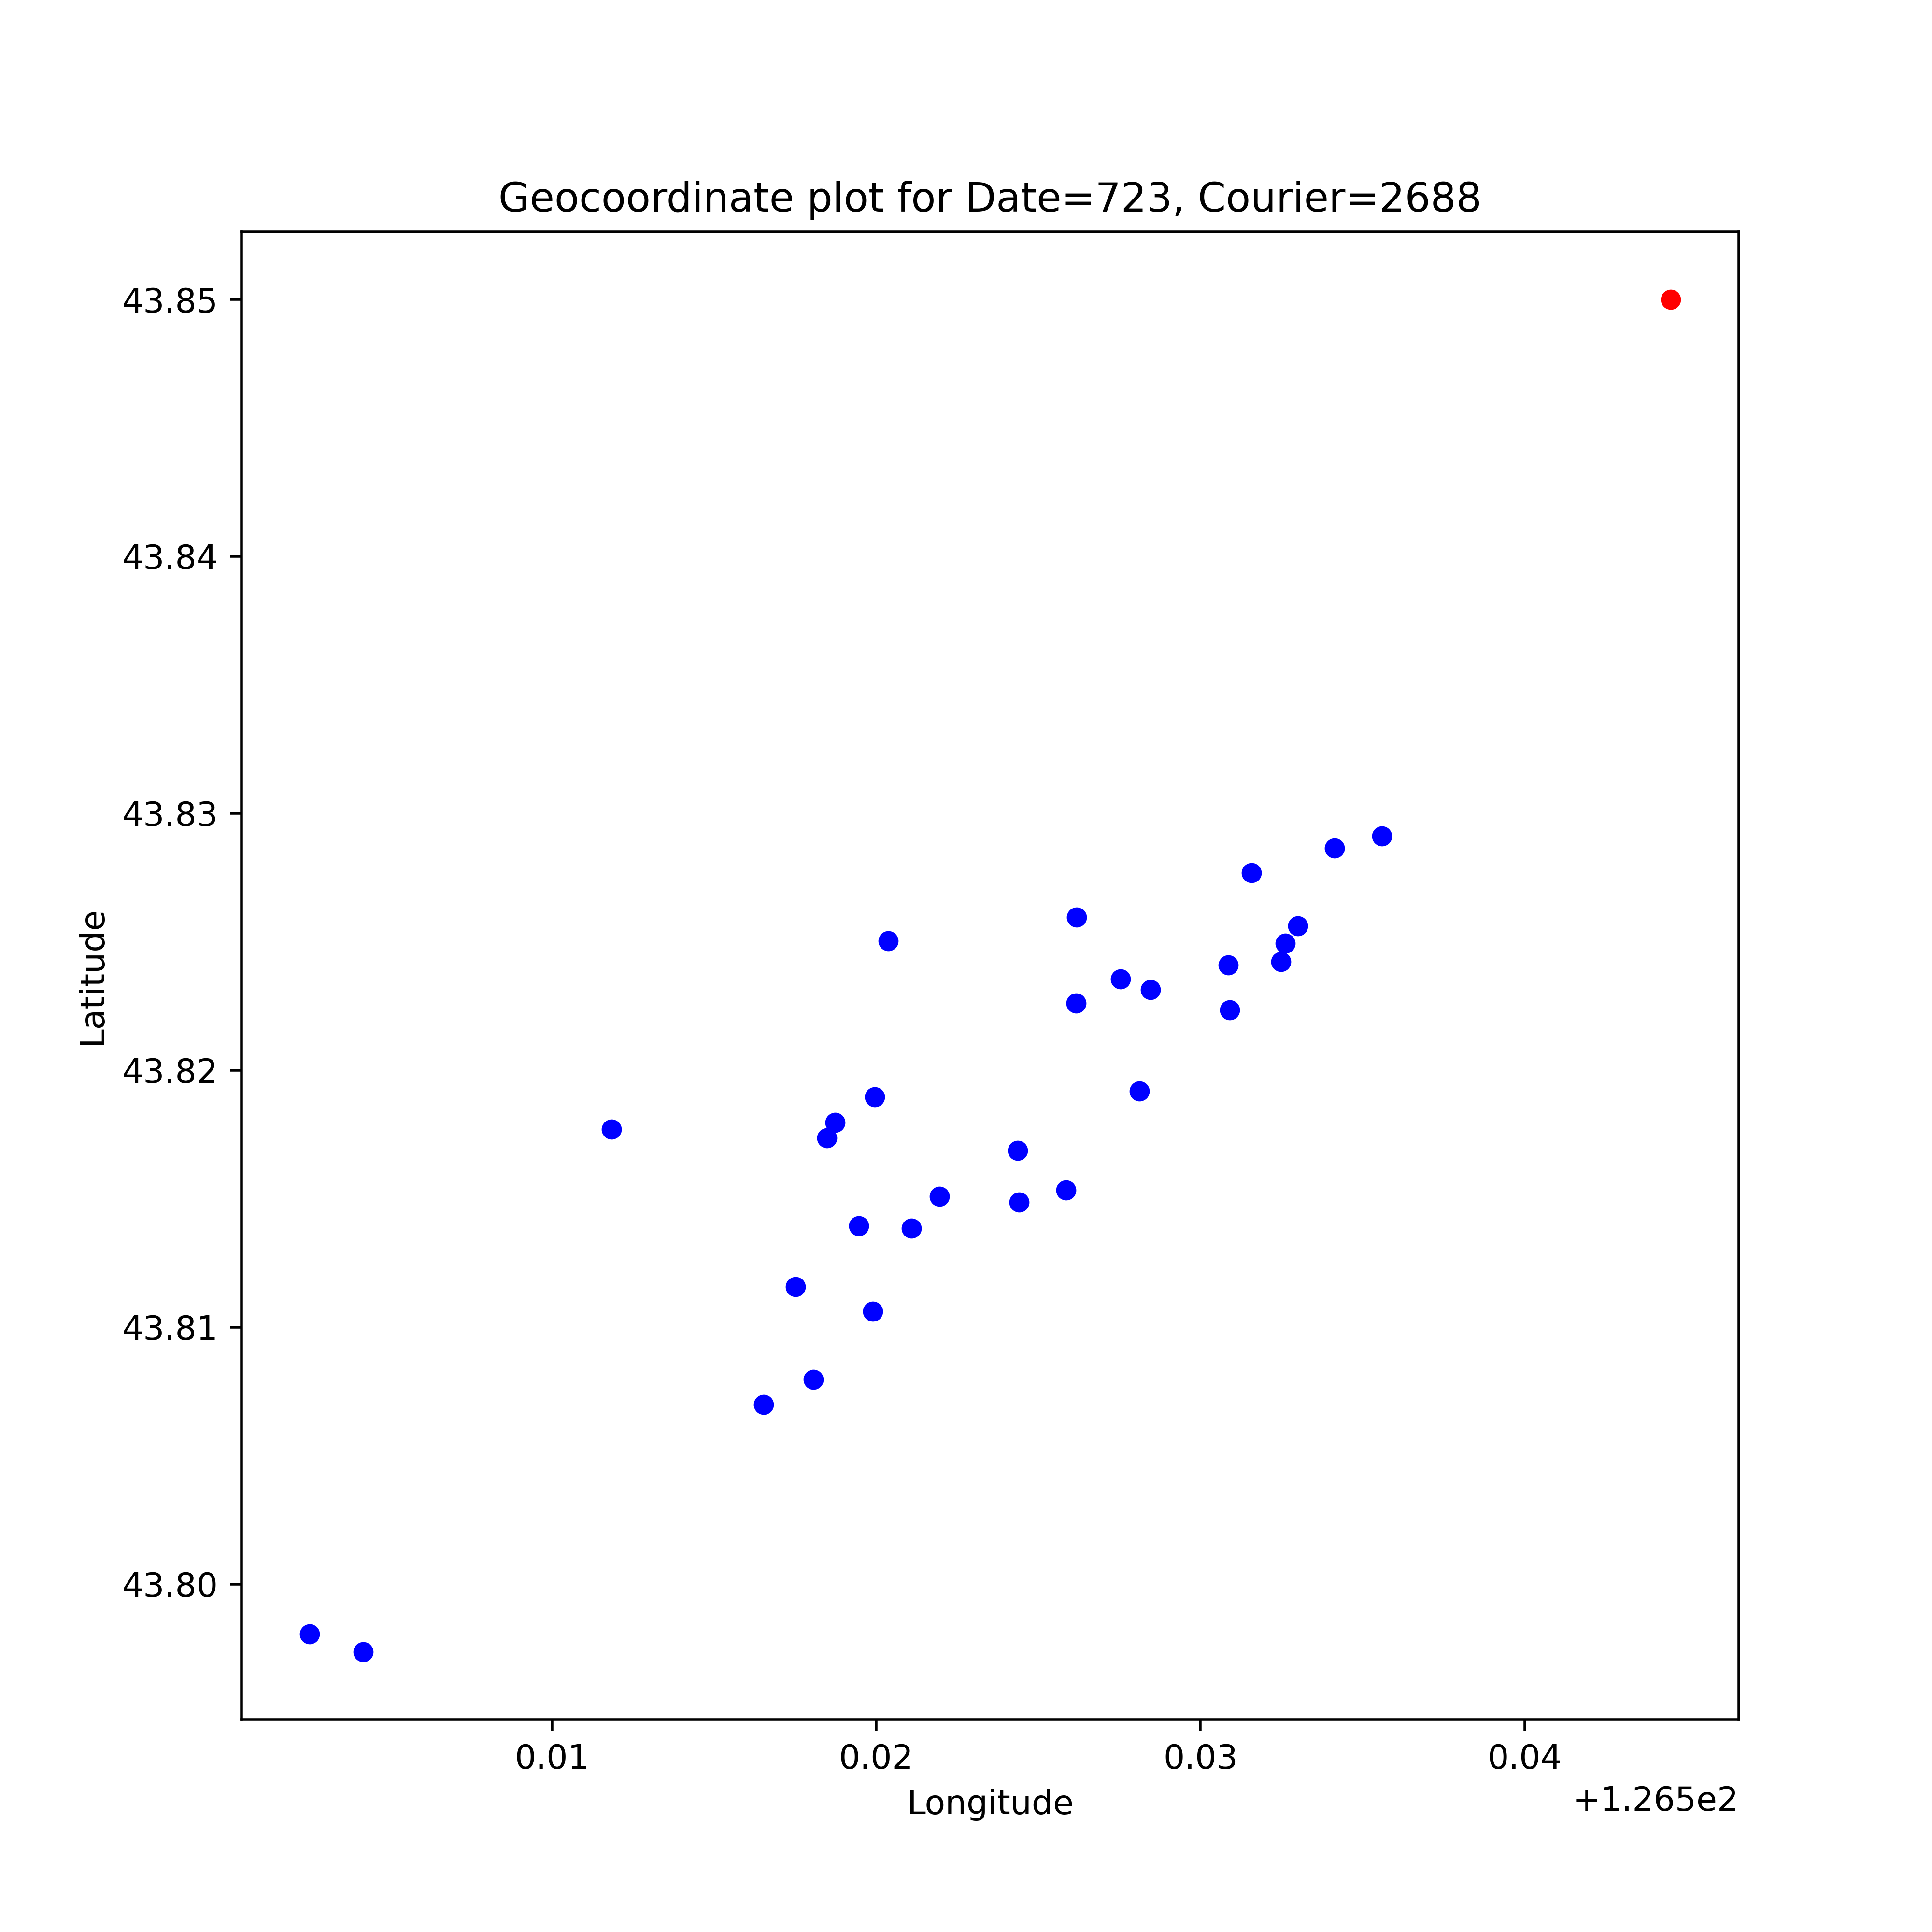 Geocoordinate plot for Date=723, Courier=2688
43.85
43.84
43.83
43.82
43.81
43.80
Latitude
0.01 0.02 0.03 0.04
Longitude
+1.265e2